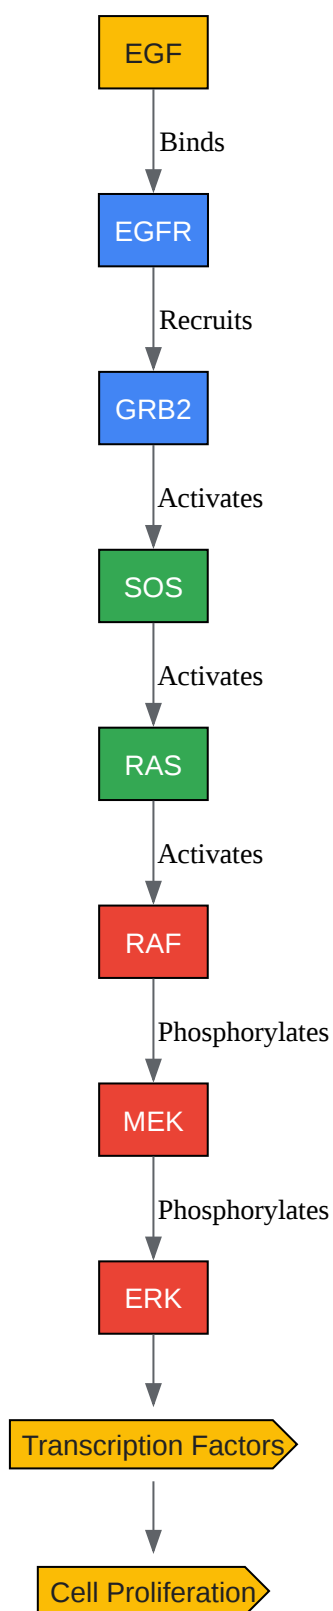 EGF
Binds
EGFR
Recruits
GRB2
Activates
SOS
Activates
RAS
Activates
RAF
Phosphorylates
MEK
Phosphorylates
ERK
Transcription Factors
Cell Proliferation